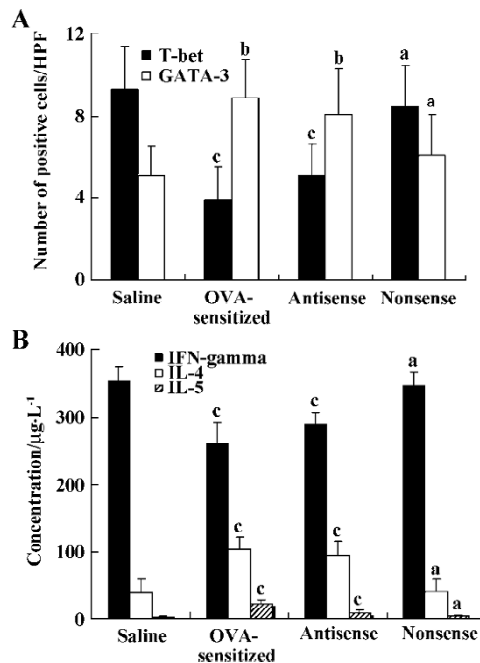 A
T-bet
GATA-3
Number of positive cells/HPF
12
8
4
0
c
b
c
b
a
a
Saline
OVA-
sensitized
Antisense
Nonsense
B
IFN-gamma
IL-4
IL-5
Concentration/μg·L-1
400
300
200
100
0
c
c
c
c
c
c
a
a
a
Saline
OVA-
sensitized
Antisense
Nonsense